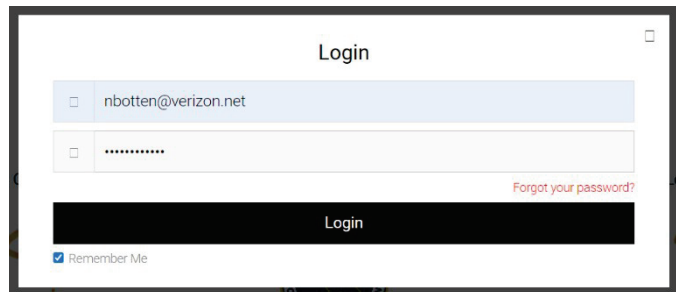 Login
nbotten@verizon.net
••••••••••••
Forgot your password?
Login
Remember Me